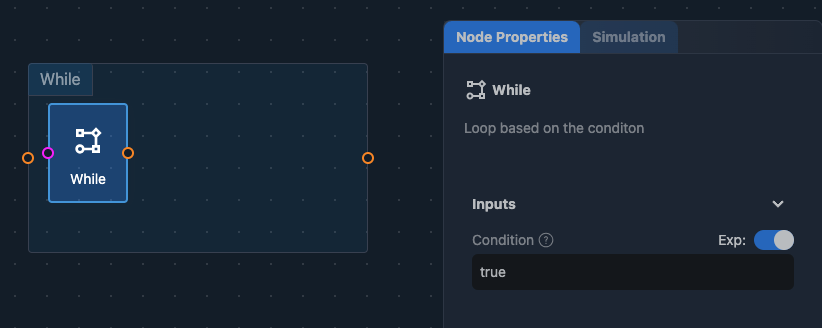 While
While
Node Properties
Simulation
While
Loop based on the conditon
Inputs
Condition ?
Exp:
true